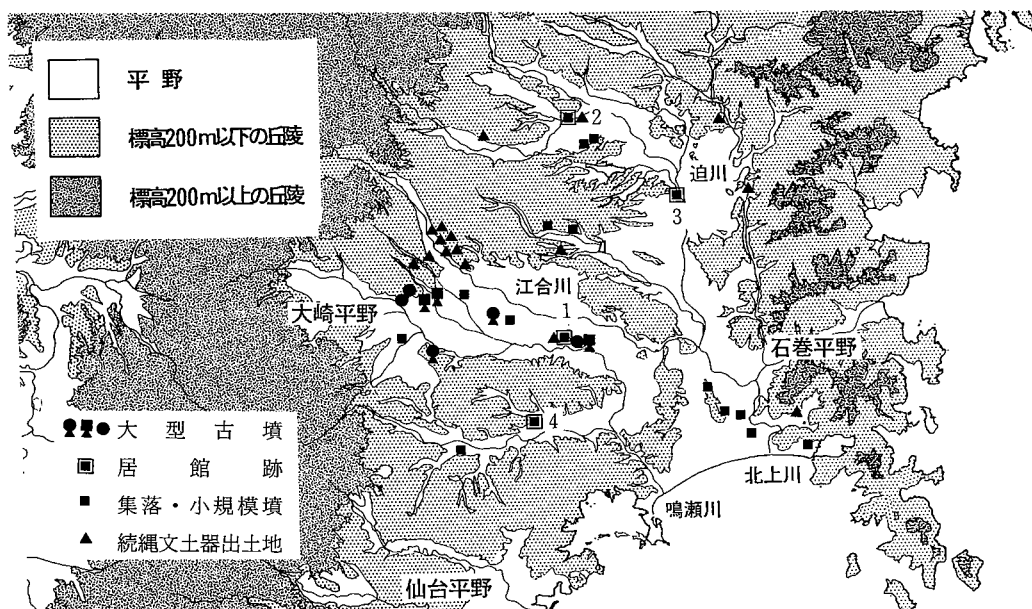 平野
標高200m以下の丘陵
標高200m以上の丘陵
大型古墳
居館跡
集落・小規模墳
続縄文土器出土地
2
迫川
3
江合川
1
大崎平野
石巻平野
4
北上川
鳴瀬川
仙台平野